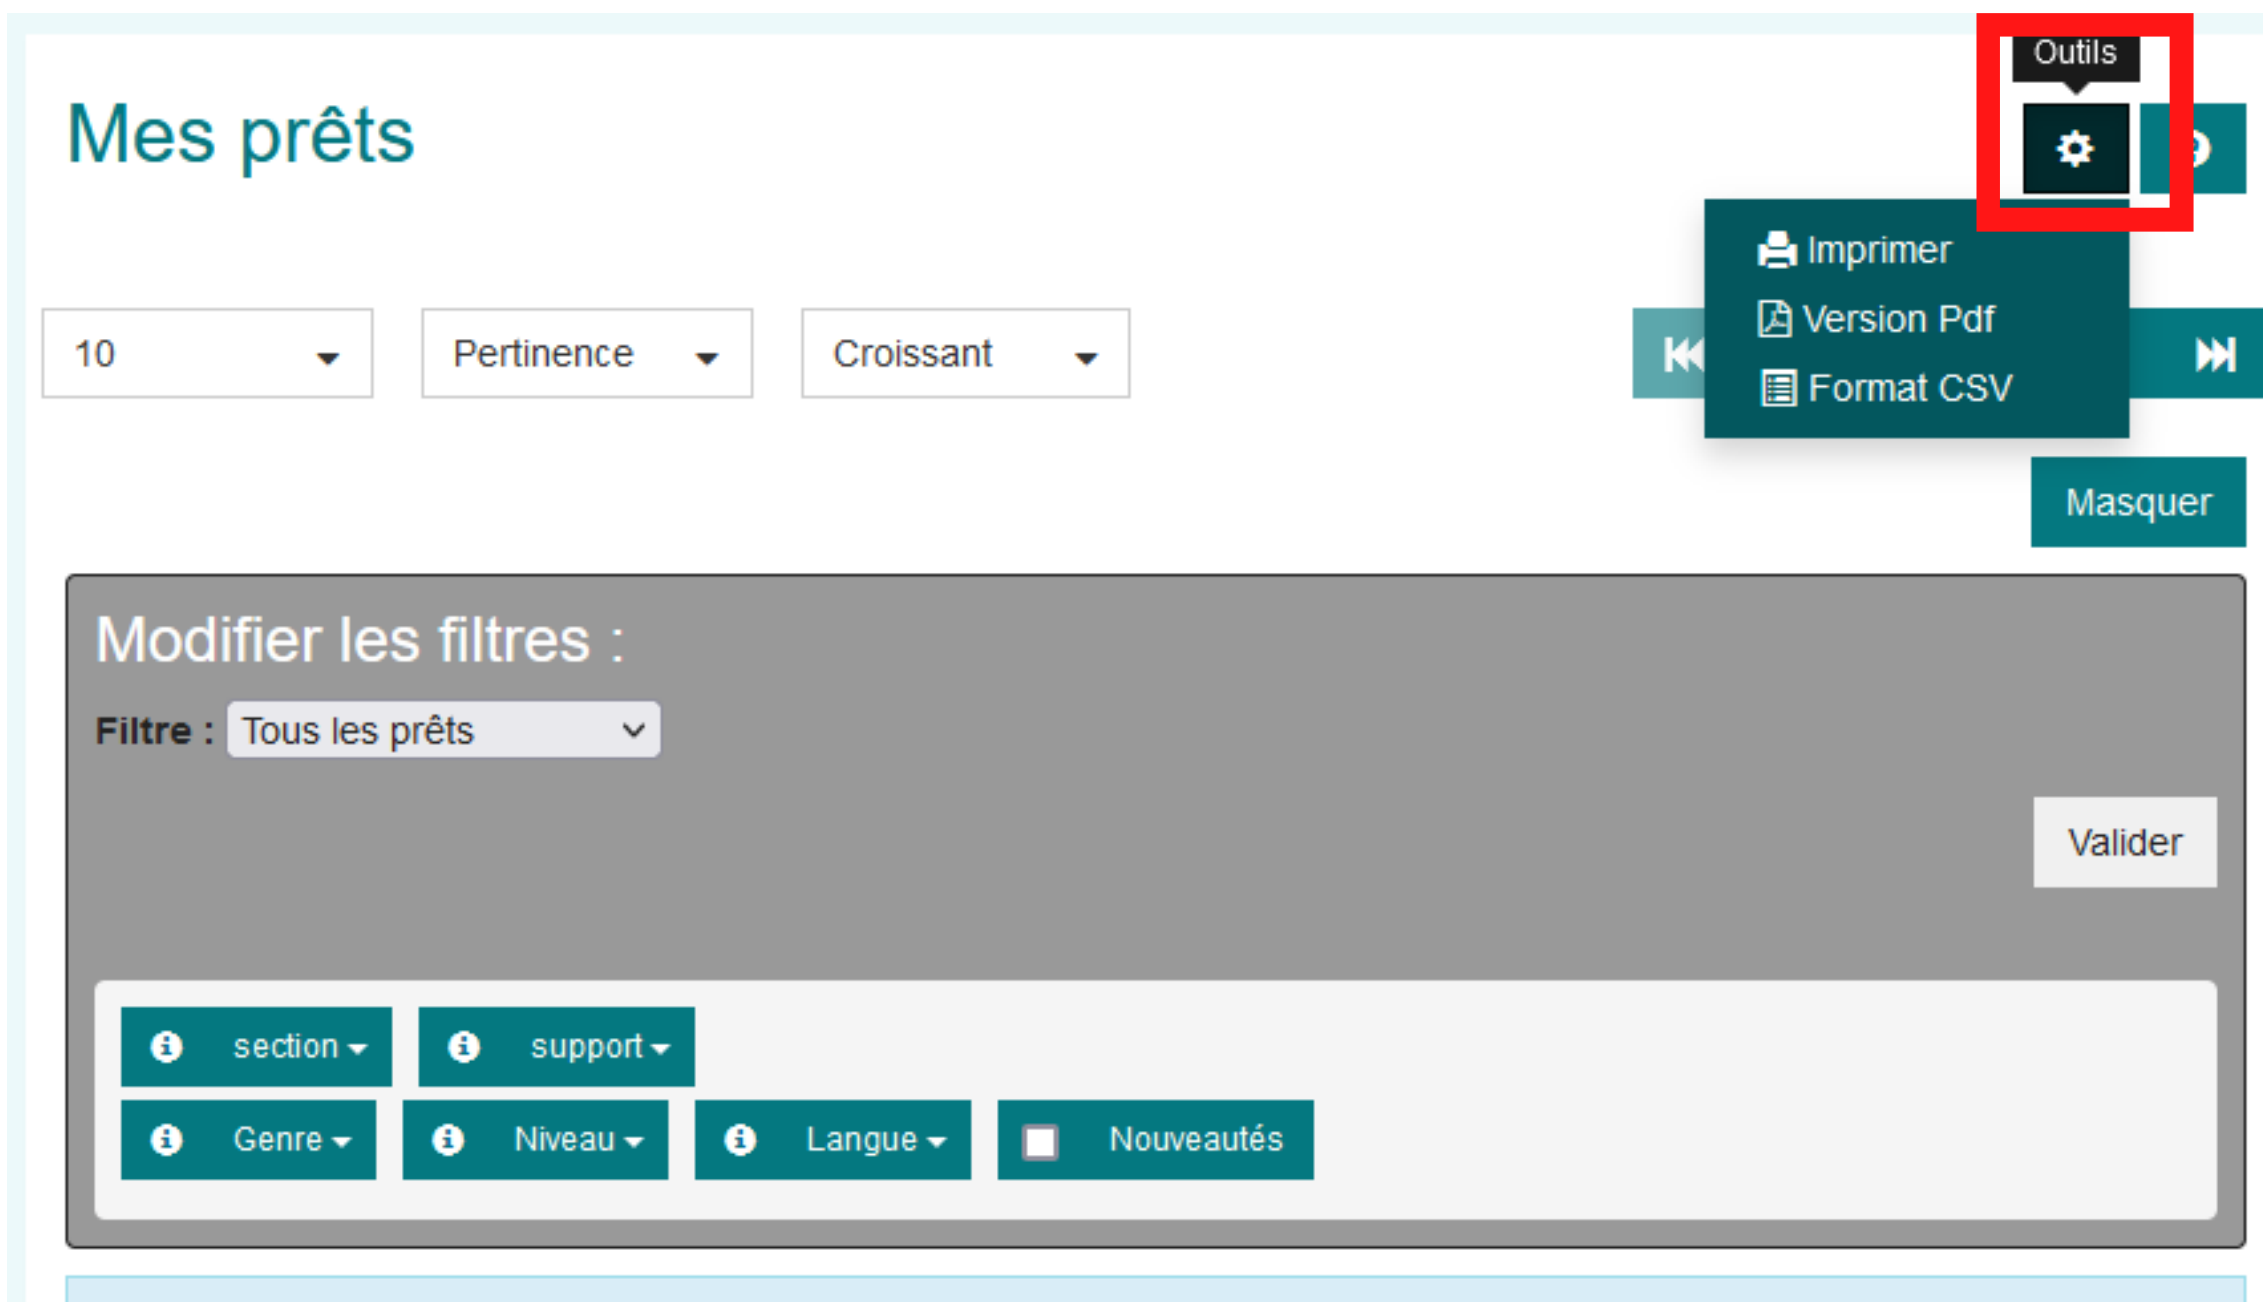 Outils
Mes prêts
Imprimer
Version Pdf
Format CSV
10
Pertinence
Croissant
Masquer
Modifier les filtres :
Filtre : Tous les prêts
Valider
section support
Genre Niveau Langue Nouveautés